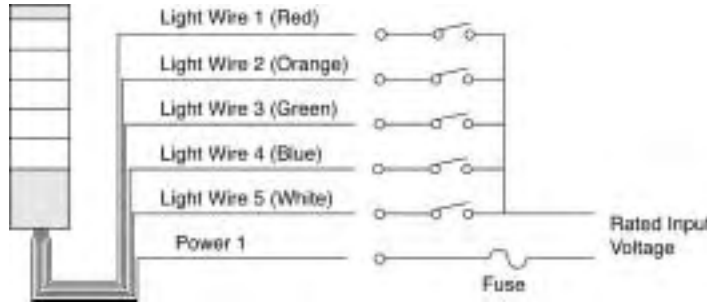 Light Wire 1 (Red)
Light Wire 2 (Orange)
Light Wire 3 (Green)
Light Wire 4 (Blue)
Light Wire 5 (White)
Power 1
Rated Input
Voltage
Fuse